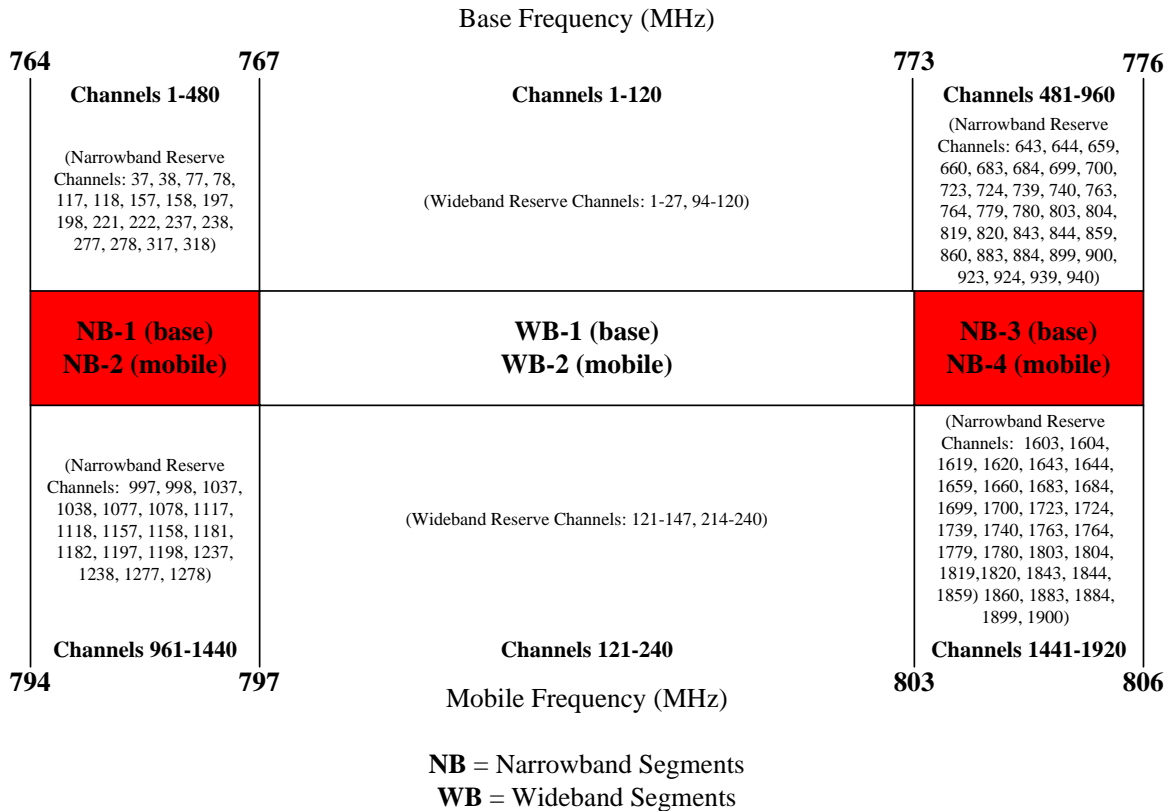 Base Frequency (MHz)
764
767
773
776
Channels 1-480
Channels 1-120
Channels 481-960
(Narrowband Reserve
Channels: 37, 38, 77, 78,
117, 118, 157, 158, 197,
198, 221, 222, 237, 238,
277, 278, 317, 318)
(Wideband Reserve Channels: 1-27, 94-120)
(Narrowband Reserve
Channels: 643, 644, 659,
660, 683, 684, 699, 700,
723, 724, 739, 740, 763,
764, 779, 780, 803, 804,
819, 820, 843, 844, 859,
860, 883, 884, 899, 900,
923, 924, 939, 940)
NB-1 (base)
NB-2 (mobile)
WB-1 (base)
WB-2 (mobile)
NB-3 (base)
NB-4 (mobile)
(Narrowband Reserve
Channels: 997, 998, 1037,
1038, 1077, 1078, 1117,
1118, 1157, 1158, 1181,
1182, 1197, 1198, 1237,
1238, 1277, 1278)
(Wideband Reserve Channels: 121-147, 214-240)
(Narrowband Reserve
Channels: 1603, 1604,
1619, 1620, 1643, 1644,
1659, 1660, 1683, 1684,
1699, 1700, 1723, 1724,
1739, 1740, 1763, 1764,
1779, 1780, 1803, 1804,
1819,1820, 1843, 1844,
1859) 1860, 1883, 1884,
1899, 1900)
Channels 961-1440
Channels 121-240
Channels 1441-1920
794
797
803
806
Mobile Frequency (MHz)
NB = Narrowband Segments
WB = Wideband Segments